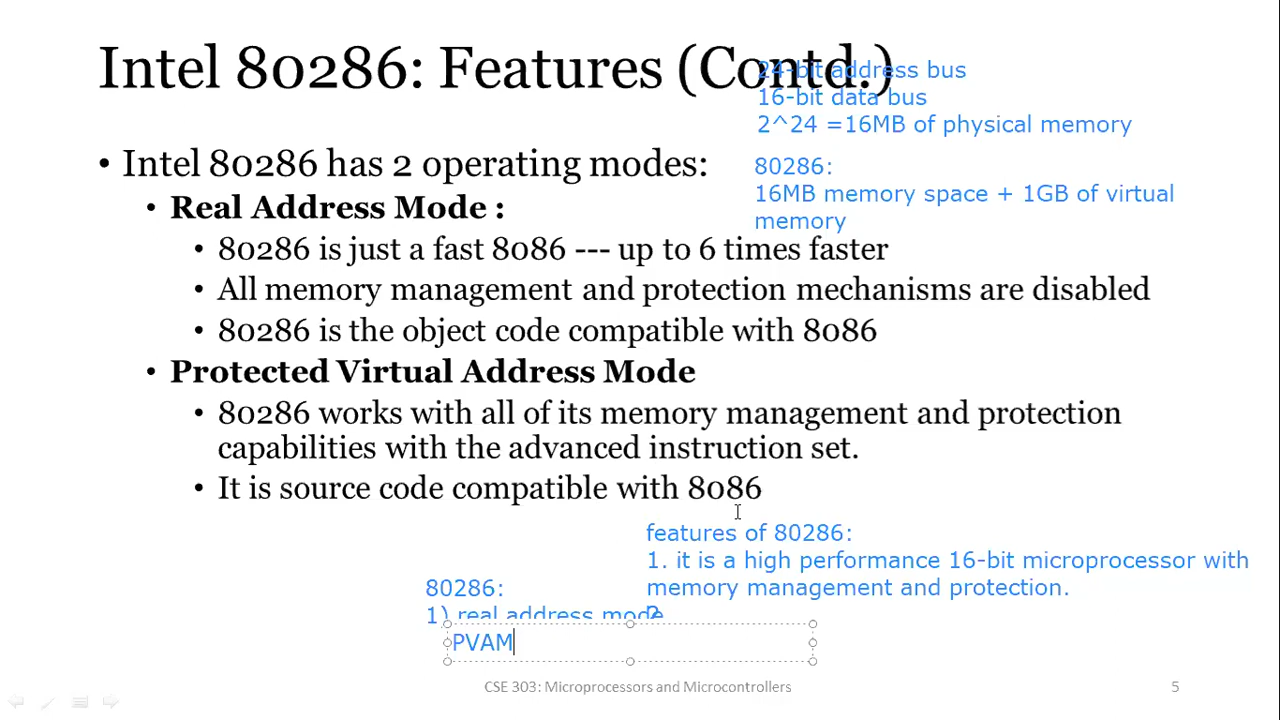 Intel 80286: Features (Contd.)
24-bit address bus
16-bit data bus
2^24 =16MB of physical memory
80286:
16MB memory space + 1GB of virtual
memory
• Intel 80286 has 2 operating modes:
• Real Address Mode :
• 80286 is just a fast 8086 --- up to 6 times faster
• All memory management and protection mechanisms are disabled
• 80286 is the object code compatible with 8086
• Protected Virtual Address Mode
• 80286 works with all of its memory management and protection
capabilities with the advanced instruction set.
• It is source code compatible with 8086
features of 80286:
1. it is a high performance 16-bit microprocessor with
memory management and protection.
2
80286:
1) real address mode
PVAM
CSE 303: Microprocessors and Microcontrollers
5